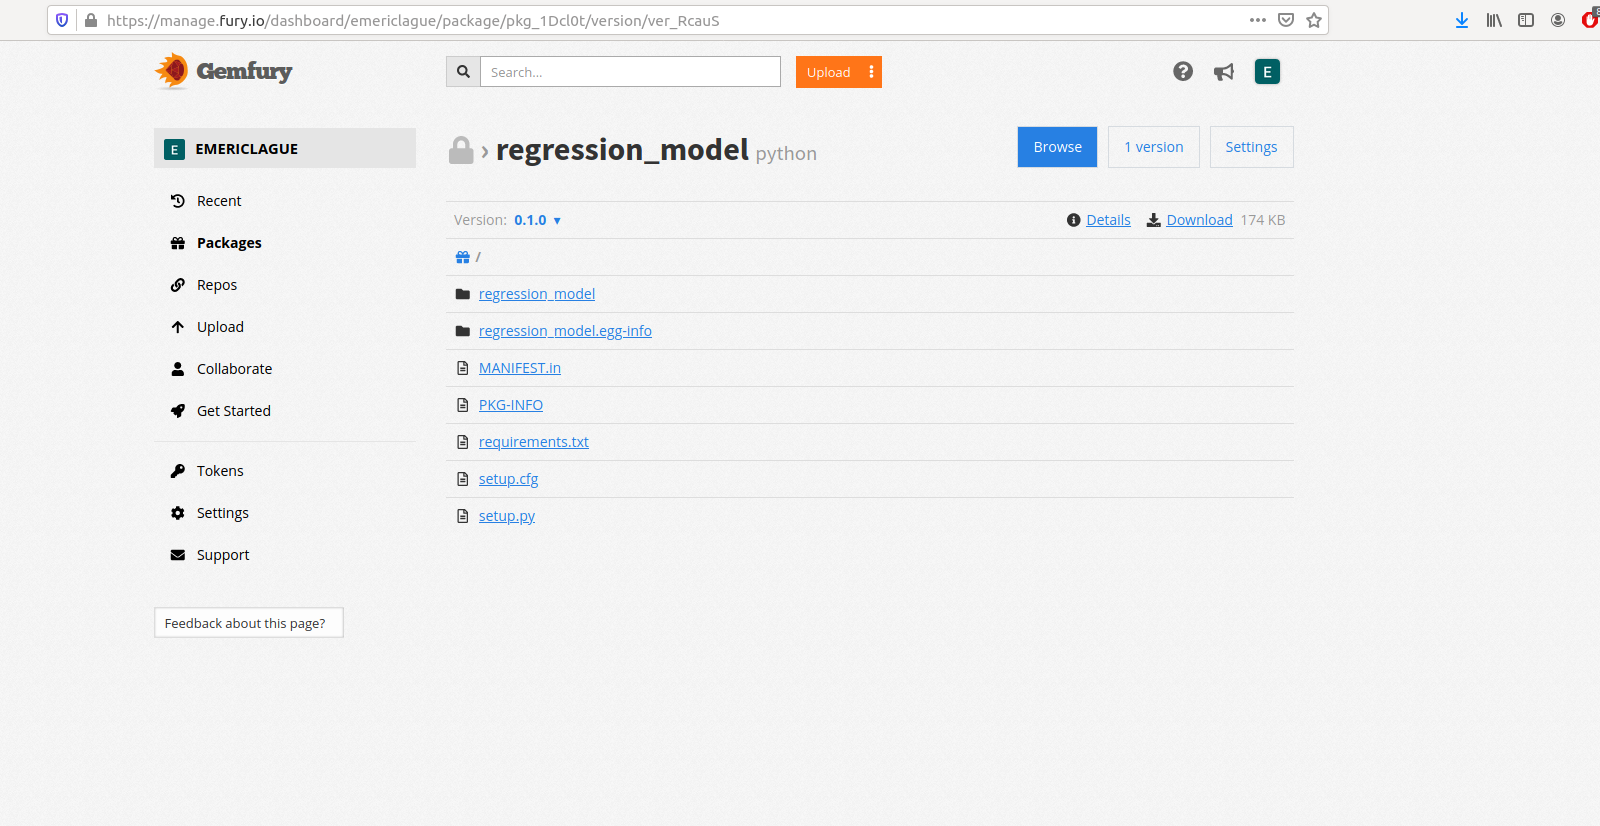 https://manage.fury.io/dashboard/emericlague/package/pkg_1Dcl0t/version/ver_RcauS
Gemfury
Search...
Upload
E
E EMERICLAGUE
Recent
Packages
Repos
Upload
Collaborate
Get Started
Tokens
Settings
Support
Feedback about this page?
› regression_model python
Browse
1 version
Settings
Version: 0.1.0 ▾
Details
Download 174 KB
/
regression_model
regression_model.egg-info
MANIFEST.in
PKG-INFO
requirements.txt
setup.cfg
setup.py